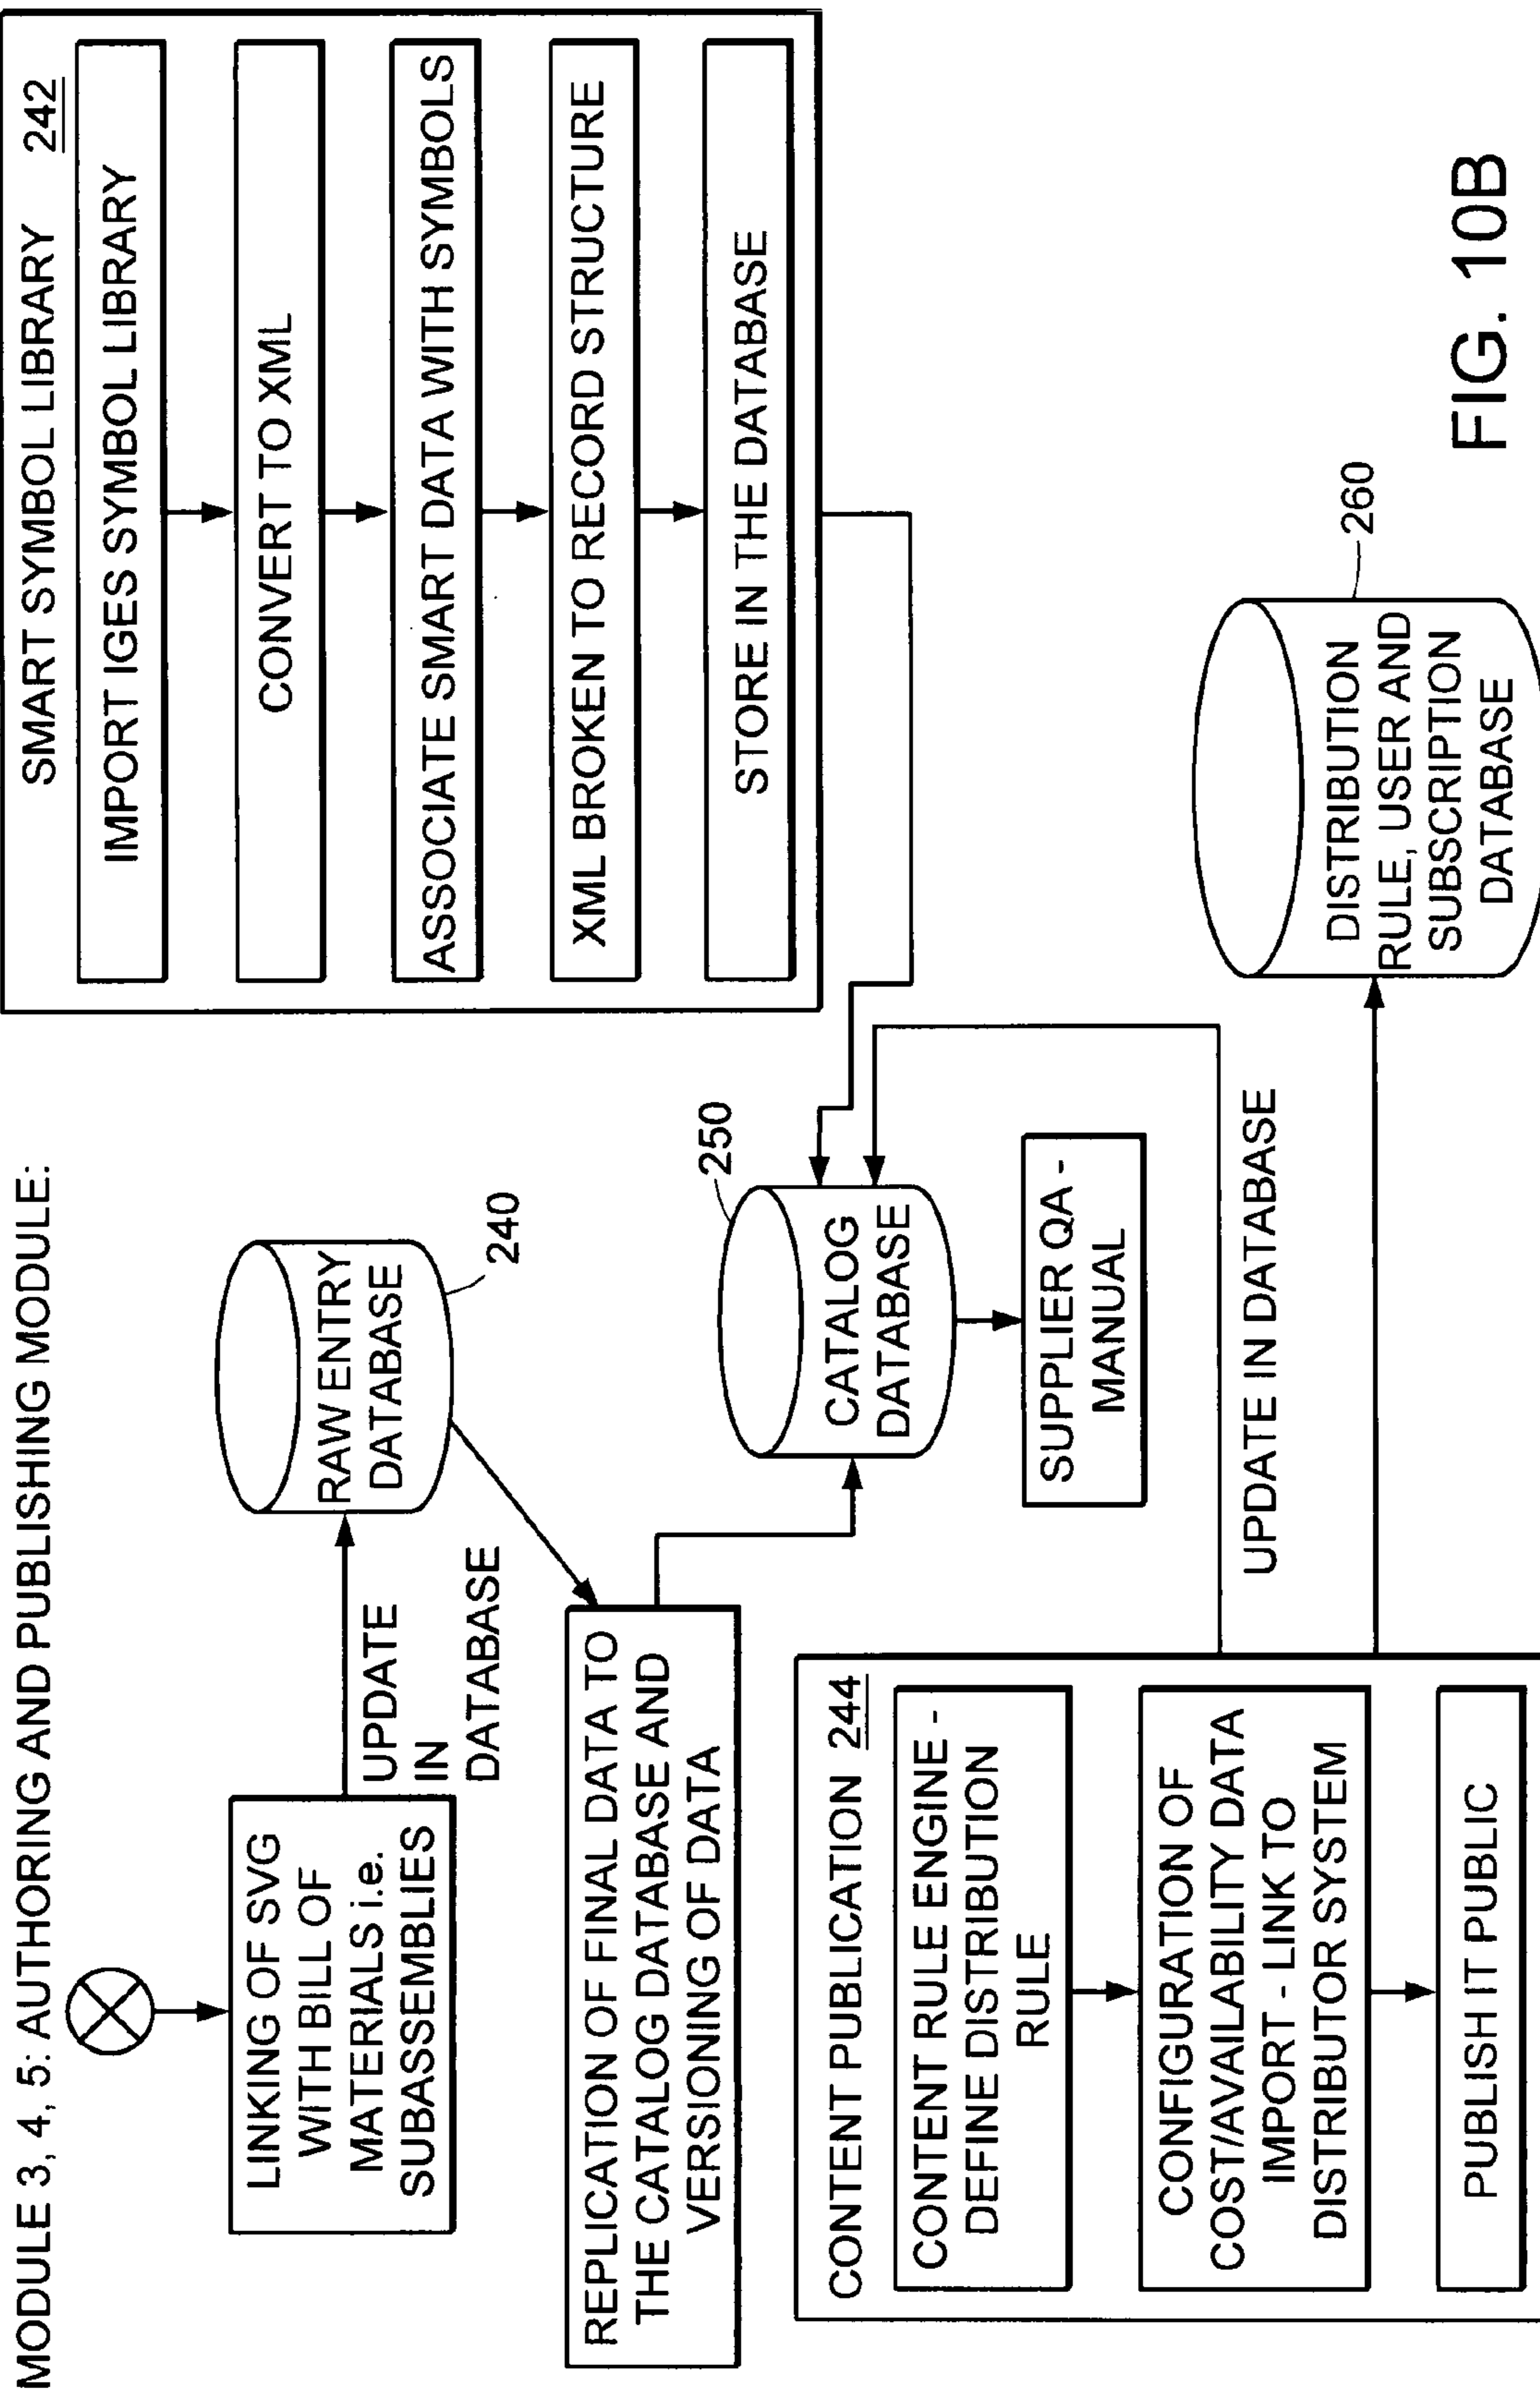 MODULE 3, 4, 5: AUTHORING AND PUBLISHING MODULE:
LINKING OF SVG
WITH BILL OF
MATERIALS i.e.
SUBASSEMBLIES
UPDATE
IN
DATABASE
RAW ENTRY
DATABASE
240
REPLICATION OF FINAL DATA TO
THE CATALOG DATABASE AND
VERSIONING OF DATA
SMART SYMBOL LIBRARY 242
IMPORT IGES SYMBOL LIBRARY
CONVERT TO XML
ASSOCIATE SMART DATA WITH SYMBOLS
XML BROKEN TO RECORD STRUCTURE
STORE IN THE DATABASE
250
CATALOG
DATABASE
SUPPLIER QA -
MANUAL
CONTENT PUBLICATION 244
CONTENT RULE ENGINE -
DEFINE DISTRIBUTION
RULE
CONFIGURATION OF
COST/AVAILABILITY DATA
IMPORT - LINK TO
DISTRIBUTOR SYSTEM
PUBLISH IT PUBLIC
UPDATE IN DATABASE
260
DISTRIBUTION
RULE, USER AND
SUBSCRIPTION
DATABASE
FIG. 10B